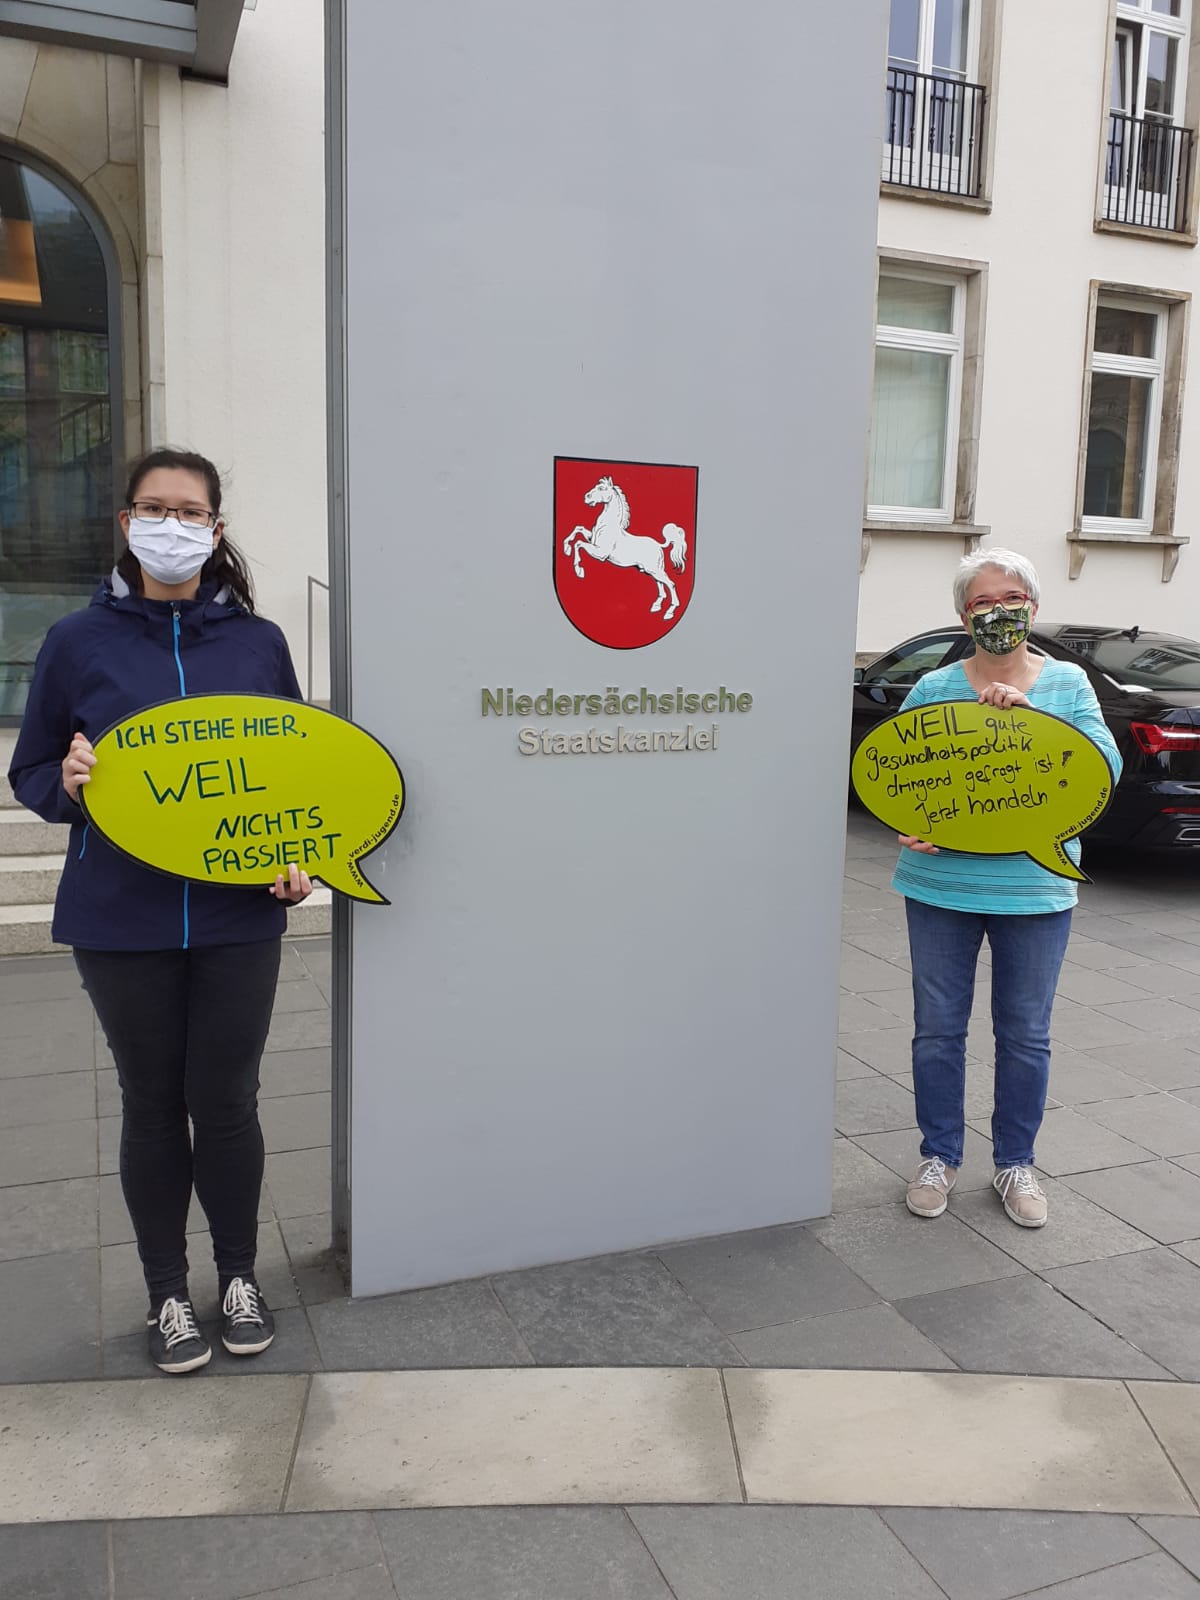 ICH STEHE HIER,
WEIL
NICHTS
PASSIERT
www.verdi-jugend.de
Niedersächsische
Staatskanzlei
WEIL gute
Gesundheitspolitik
dringend gefragt ist!
Jetzt handeln!
www.verdi-jugend.de